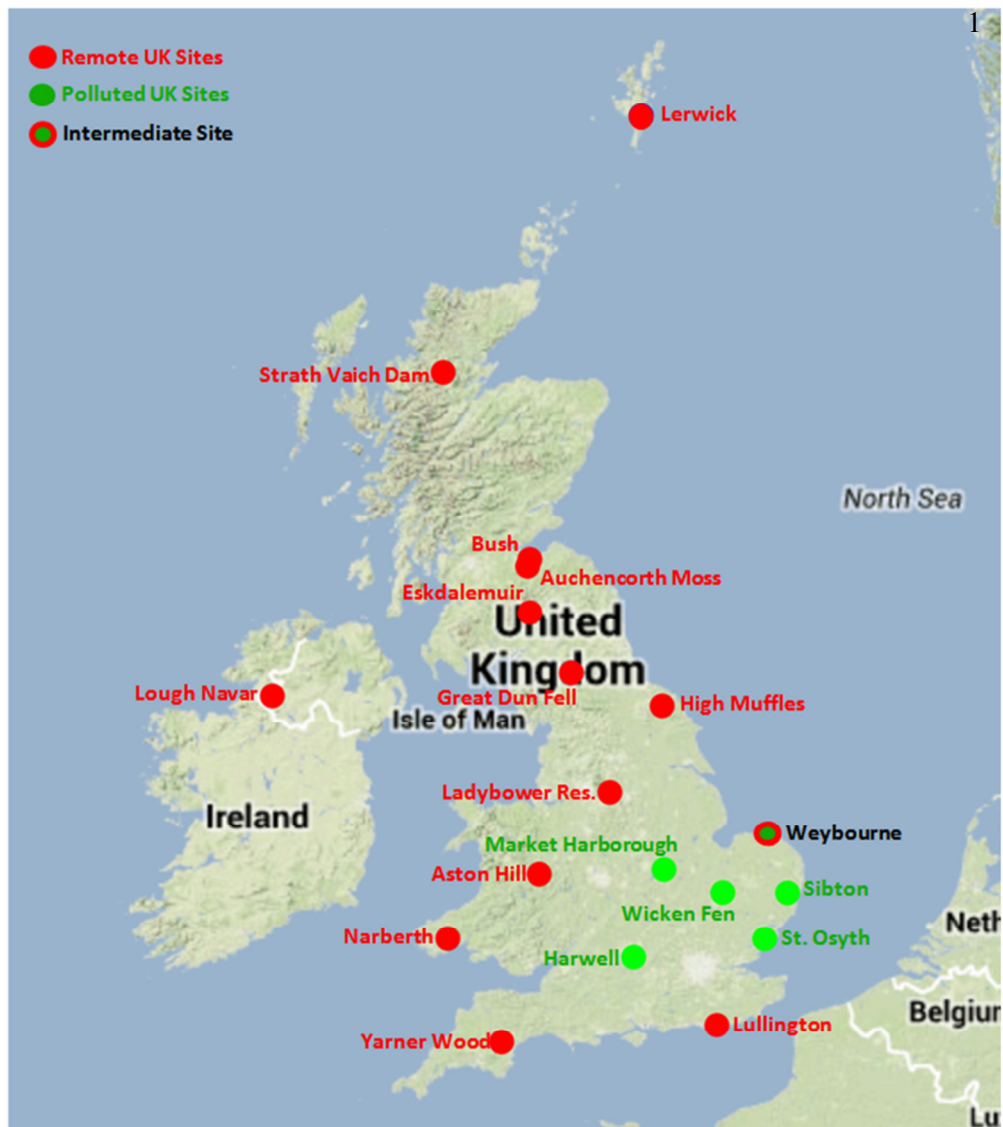 1
Remote UK Sites
Polluted UK Sites
Intermediate Site
Lerwick
Strath Vaich Dam
North Sea
Bush
Auchencorth Moss
Eskdalemuir
United
Kingdom
Great Dun Fell
Lough Navar
High Muffles
Isle of Man
Ladybower Res.
Ireland
Weybourne
Market Harborough
Aston Hill
Sibton
Wicken Fen
Neth
Narberth
St. Osyth
Harwell
Belgiur
Lullington
Yarner Wood
Lu